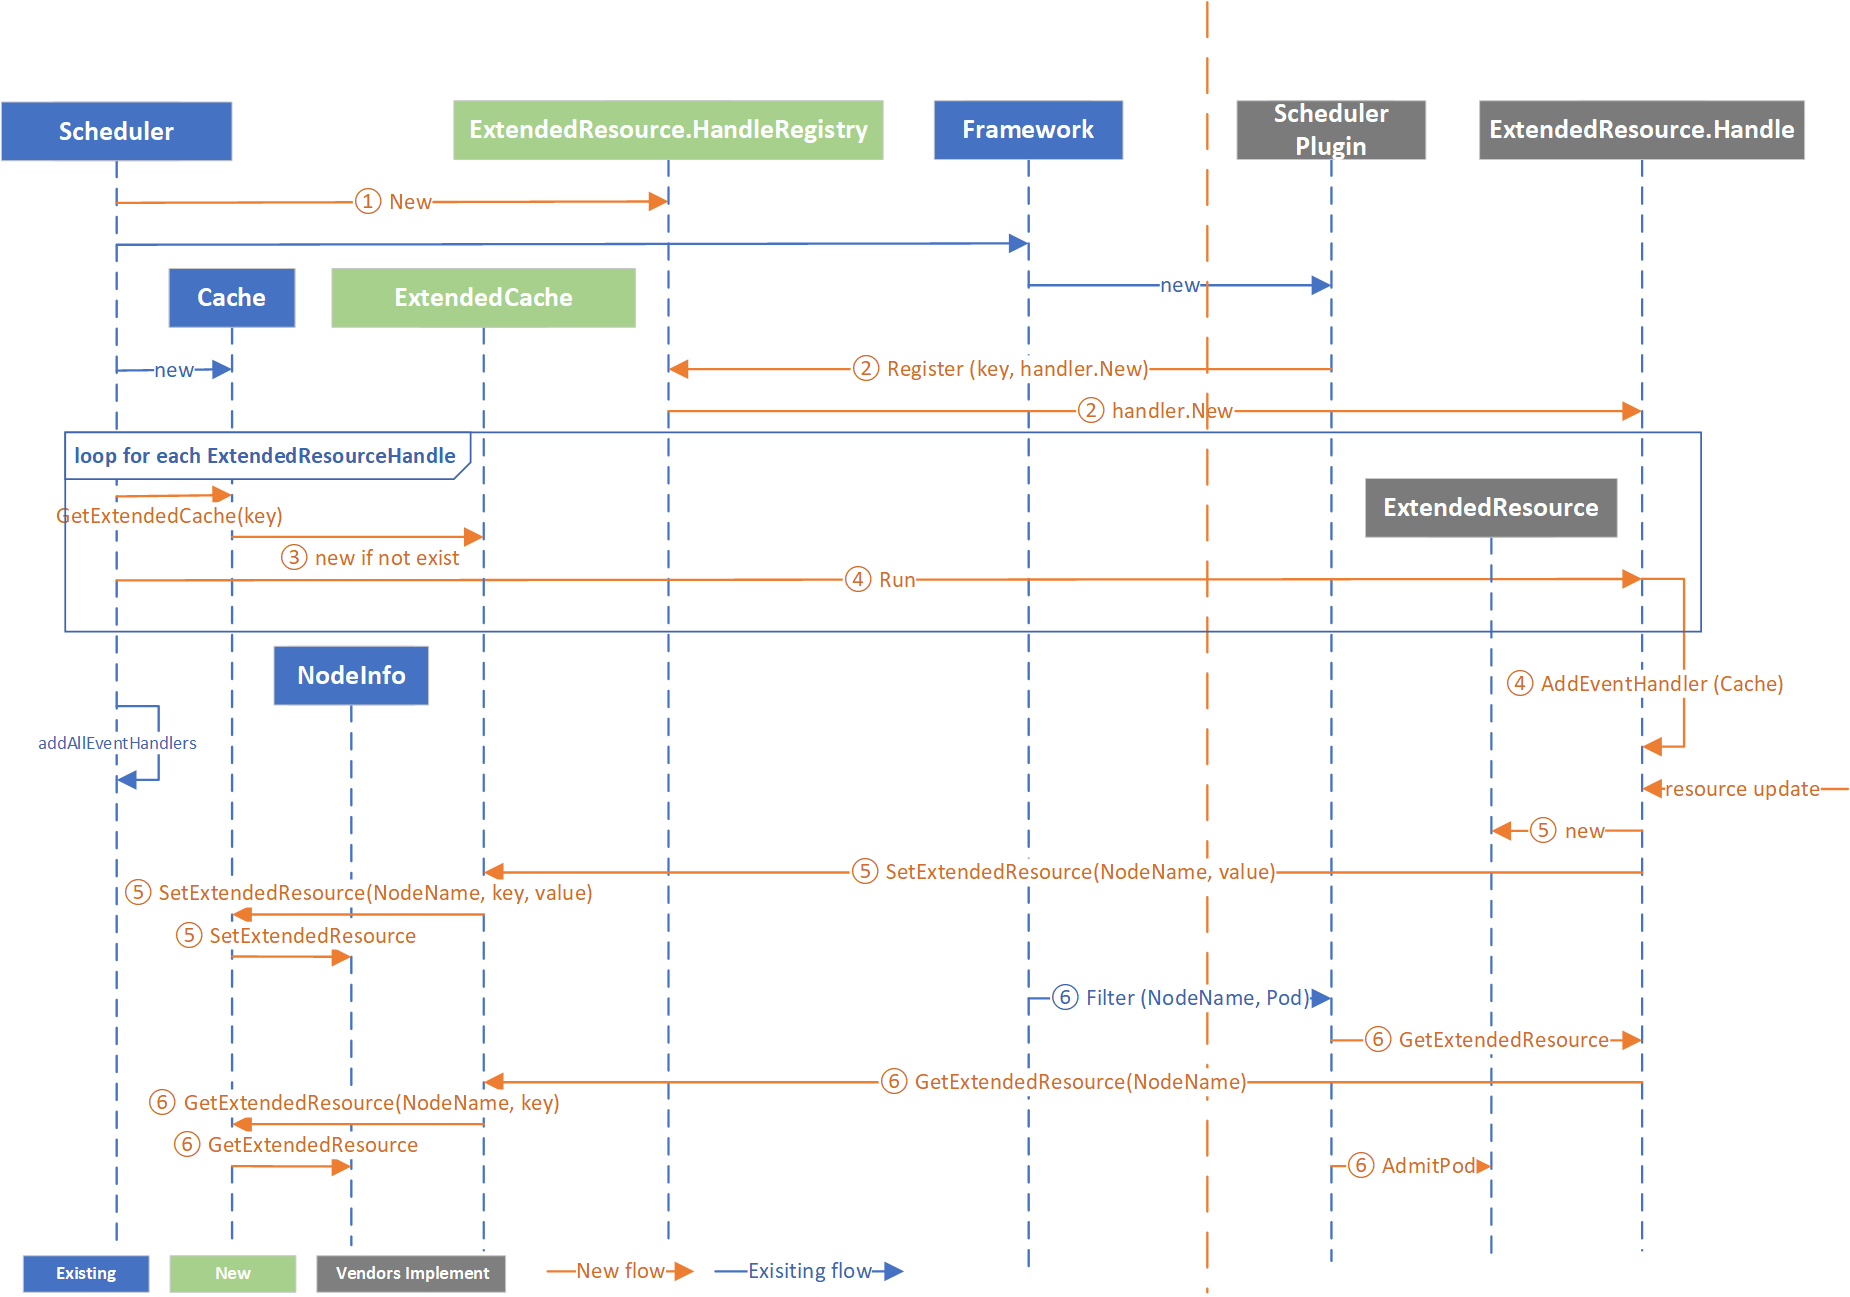 Scheduler
ExtendedResource.HandleRegistry
Framework
Scheduler
Plugin
ExtendedResource.Handle
① New
new
Cache
ExtendedCache
new
② Register (key, handler.New)
② handler.New
loop for each ExtendedResourceHandle
GetExtendedCache(key)
ExtendedResource
③ new if not exist
④ Run
NodeInfo
④ AddEventHandler (Cache)
addAllEventHandlers
resource update
⑤ new
⑤ SetExtendedResource(NodeName, value)
⑤ SetExtendedResource(NodeName, key, value)
⑤ SetExtendedResource
⑥ Filter (NodeName, Pod)
⑥ GetExtendedResource
⑥ GetExtendedResource(NodeName)
⑥ GetExtendedResource(NodeName, key)
⑥ GetExtendedResource
⑥ AdmitPod
Existing
New
Vendors Implement
New flow
Exisiting flow